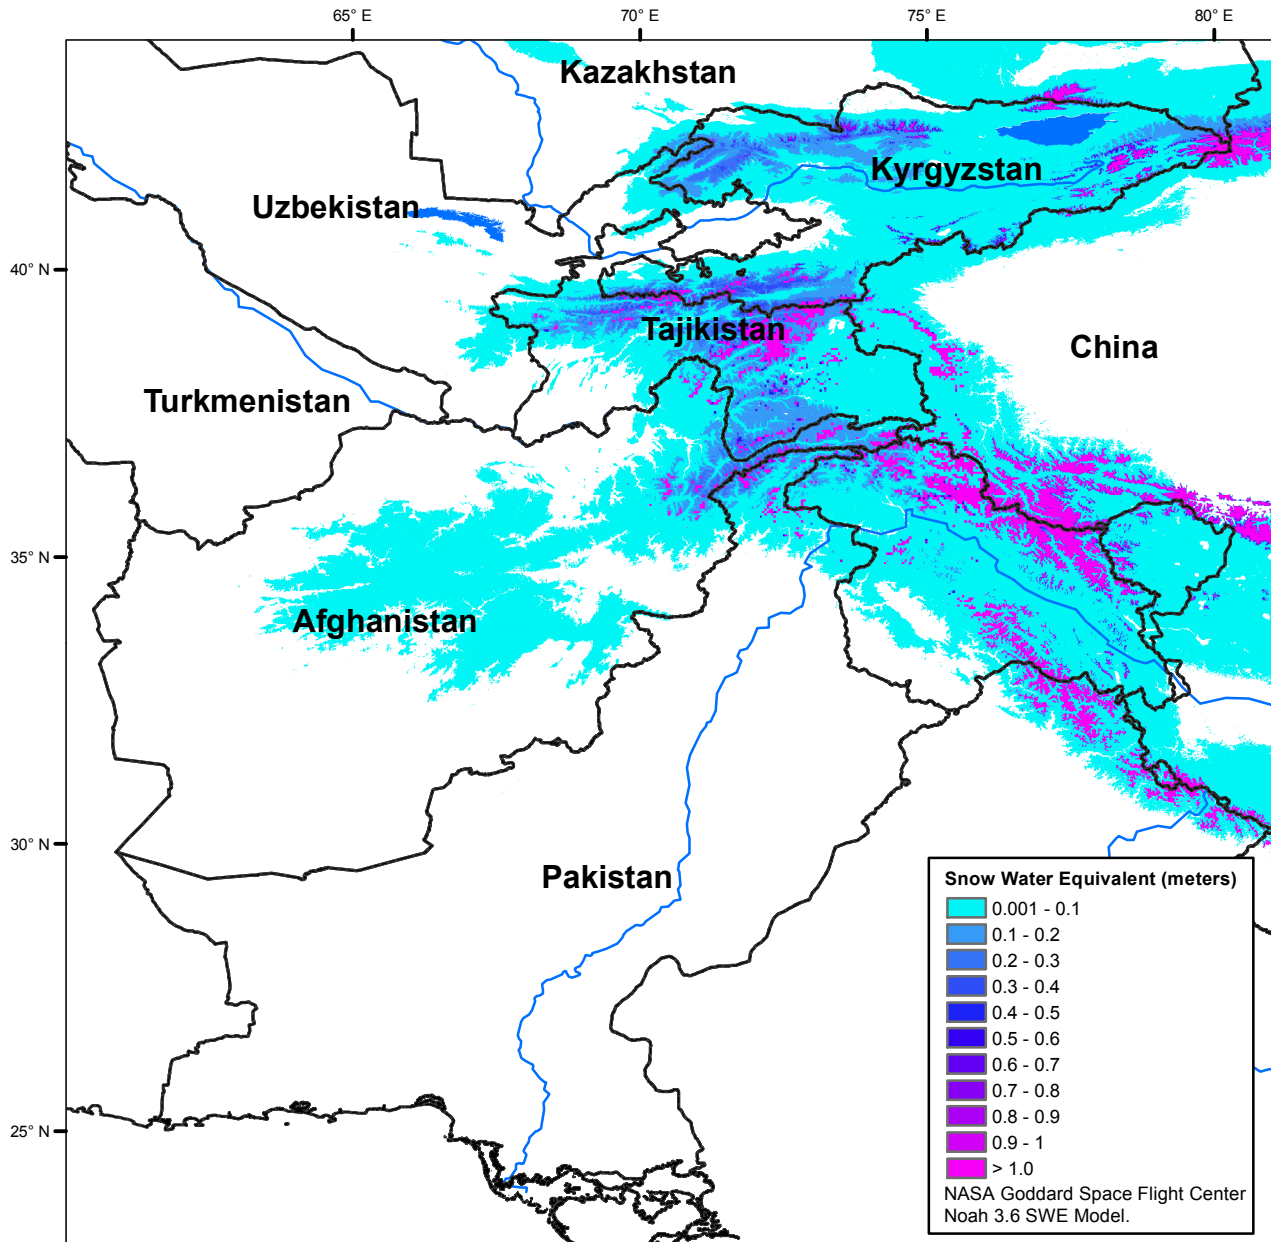 65° E
70° E
75° E
80° E
Kazakhstan
Kyrgyzstan
Uzbekistan
40° N
Tajikistan
China
Turkmenistan
35° N
Afghanistan
30° N
Pakistan
25° N
Snow Water Equivalent (meters)
0.001 - 0.1
0.1 - 0.2
0.2 - 0.3
0.3 - 0.4
0.4 - 0.5
0.5 - 0.6
0.6 - 0.7
0.7 - 0.8
0.8 - 0.9
0.9 - 1
> 1.0
NASA Goddard Space Flight Center
Noah 3.6 SWE Model.